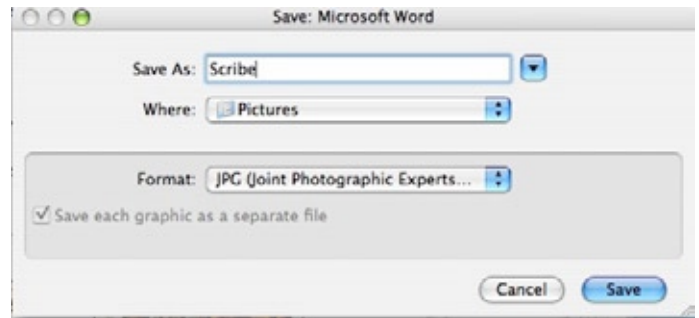 Save: Microsoft Word
Save As: Scribe
Where: Pictures
Format: JPG (Joint Photographic Experts...
Save each graphic as a separate file
Cancel Save